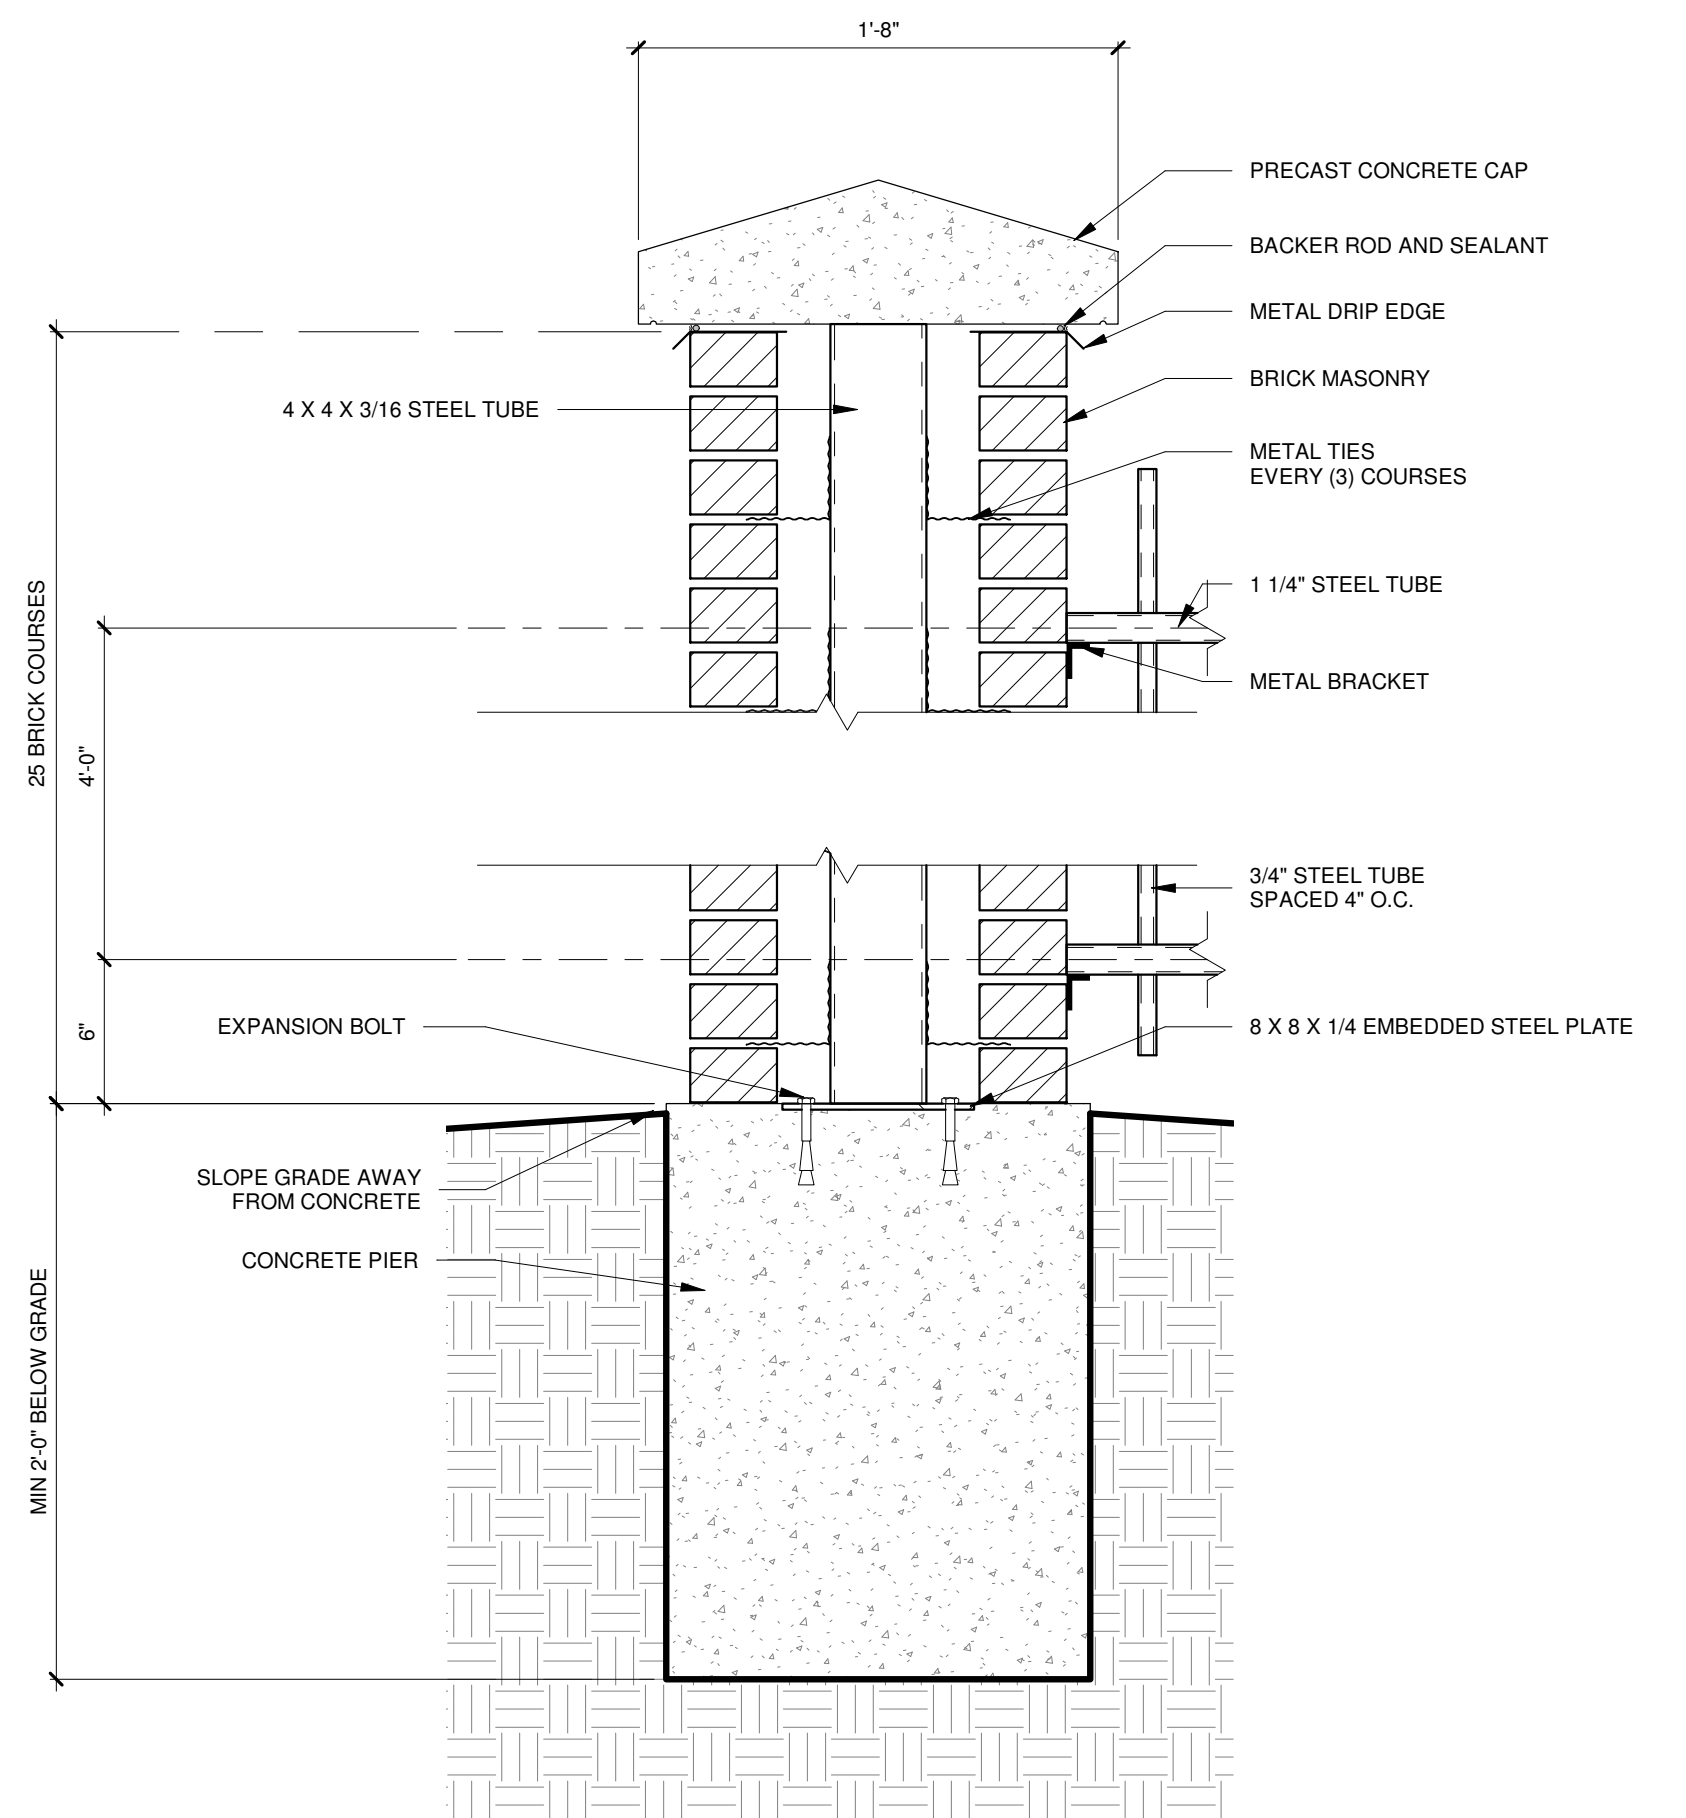 1'-8"
PRECAST CONCRETE CAP
BACKER ROD AND SEALANT
METAL DRIP EDGE
BRICK MASONRY
4 X 4 X 3/16 STEEL TUBE
METAL TIES
EVERY (3) COURSES
1 1/4" STEEL TUBE
METAL BRACKET
25 BRICK COURSES
4'-0"
3/4" STEEL TUBE
SPACED 4" O.C.
6"
EXPANSION BOLT
8 X 8 X 1/4 EMBEDDED STEEL PLATE
SLOPE GRADE AWAY
FROM CONCRETE
CONCRETE PIER
MIN 2'-0" BELOW GRADE